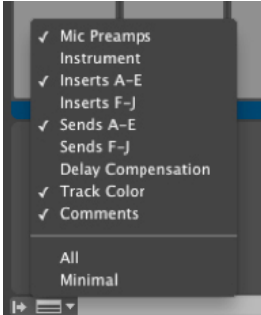 ✓ Mic Preamps
Instrument
✓ Inserts A-E
Inserts F-J
✓ Sends A-E
Sends F-J
Delay Compensation
✓ Track Color
✓ Comments
All
Minimal